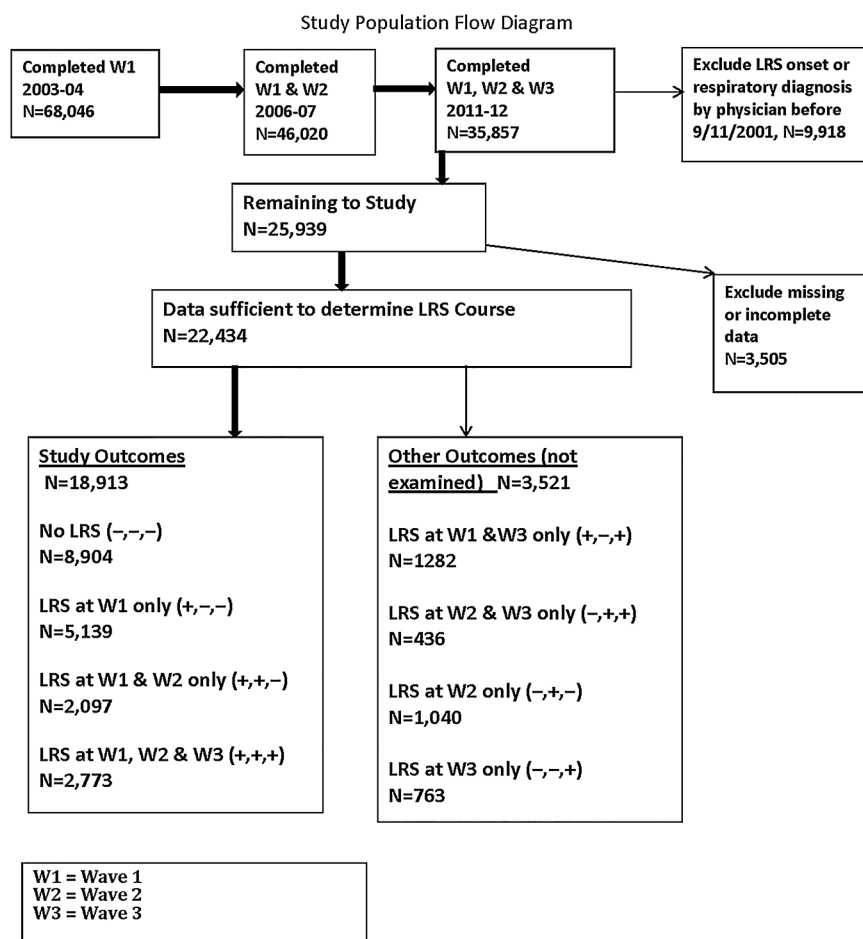 Study Population Flow Diagram
Completed W1
2003-04
N=68,046
Completed
W1 & W2
2006-07
N=46,020
Completed
W1, W2 & W3
2011-12
N=35,857
Exclude LRS onset or
respiratory diagnosis
by physician before
9/11/2001, N=9,918
Remaining to Study
N=25,939
Exclude missing
or incomplete
data
N=3,505
Data sufficient to determine LRS Course
N=22,434
Study Outcomes
N=18,913
No LRS (–,–,–)
N=8,904
LRS at W1 only (+,–,–)
N=5,139
LRS at W1 & W2 only (+,+,–)
N=2,097
LRS at W1, W2 & W3 (+,+,+)
N=2,773
Other Outcomes (not
examined) N=3,521
LRS at W1 &W3 only (+,–,+)
N=1282
LRS at W2 & W3 only (–,+,+)
N=436
LRS at W2 only (–,+,–)
N=1,040
LRS at W3 only (–,–,+)
N=763
W1 = Wave 1
W2 = Wave 2
W3 = Wave 3